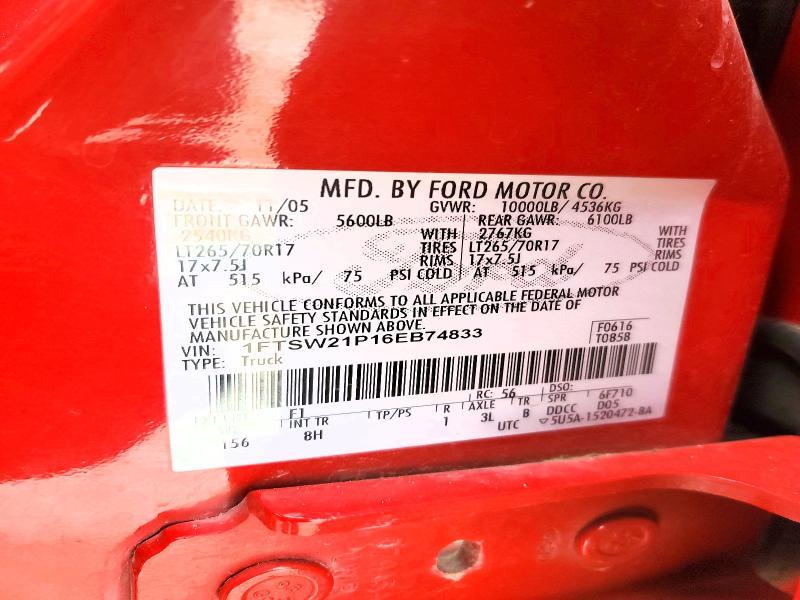 MFD. BY FORD MOTOR CO.
DATE: 11/05 GVWR: 10000LB/ 4536KG
FRONT GAWR: 5600LB REAR GAWR: 6100LB
2540KG WITH 2767KG WITH
LT265/70R17 TIRES LT265/70R17 TIRES
17x7.5J RIMS 17x7.5J RIMS
AT 515 kPa/ 75 PSI COLD AT 515 kPa/ 75 PSI COLD
Ford
THIS VEHICLE CONFORMS TO ALL APPLICABLE FEDERAL MOTOR
VEHICLE SAFETY STANDARDS IN EFFECT ON THE DATE OF
MANUFACTURE SHOWN ABOVE.
VIN: 1FTSW21P16EB74833 F0616
TYPE: Truck T085B
RC: 56 DSO:
F1 6F710
INT TR TP/PS R AXLE TR SPR
156 8H 1 3L B DDCC D05
UTC 5U5A-1520472-8A